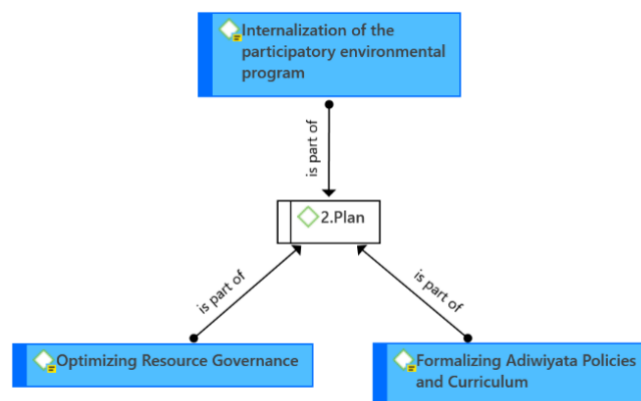 Internalization of the
participatory environmental
program
is part of
2.Plan
is part of
is part of
Optimizing Resource Governance
Formalizing Adiwiyata Policies
and Curriculum